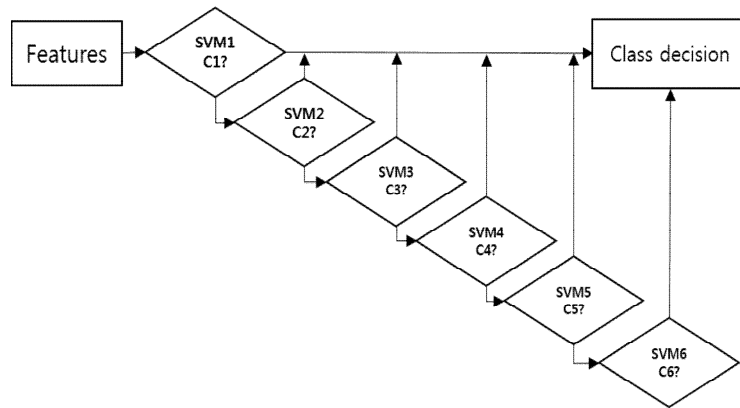 Features
SVM1
C1?
Class decision
SVM2
C2?
SVM3
C3?
SVM4
C4?
SVM5
C5?
SVM6
C6?